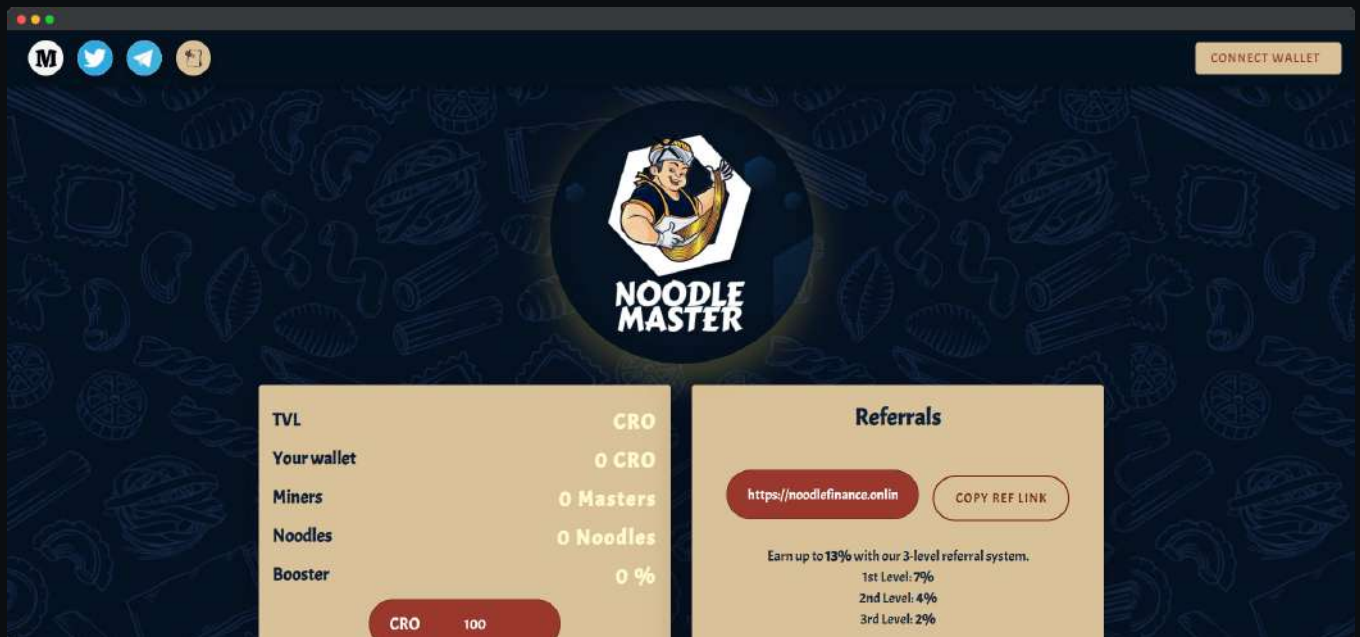 M
CONNECT WALLET
NOODLE
MASTER
TVL CRO
Your wallet 0 CRO
Miners 0 Masters
Noodles 0 Noodles
Booster 0 %
CRO 100
Referrals
https://noodlefinance.onlin
COPY REF LINK
Earn up to 13% with our 3-level referral system.
1st Level: 7%
2nd Level: 4%
3rd Level: 2%